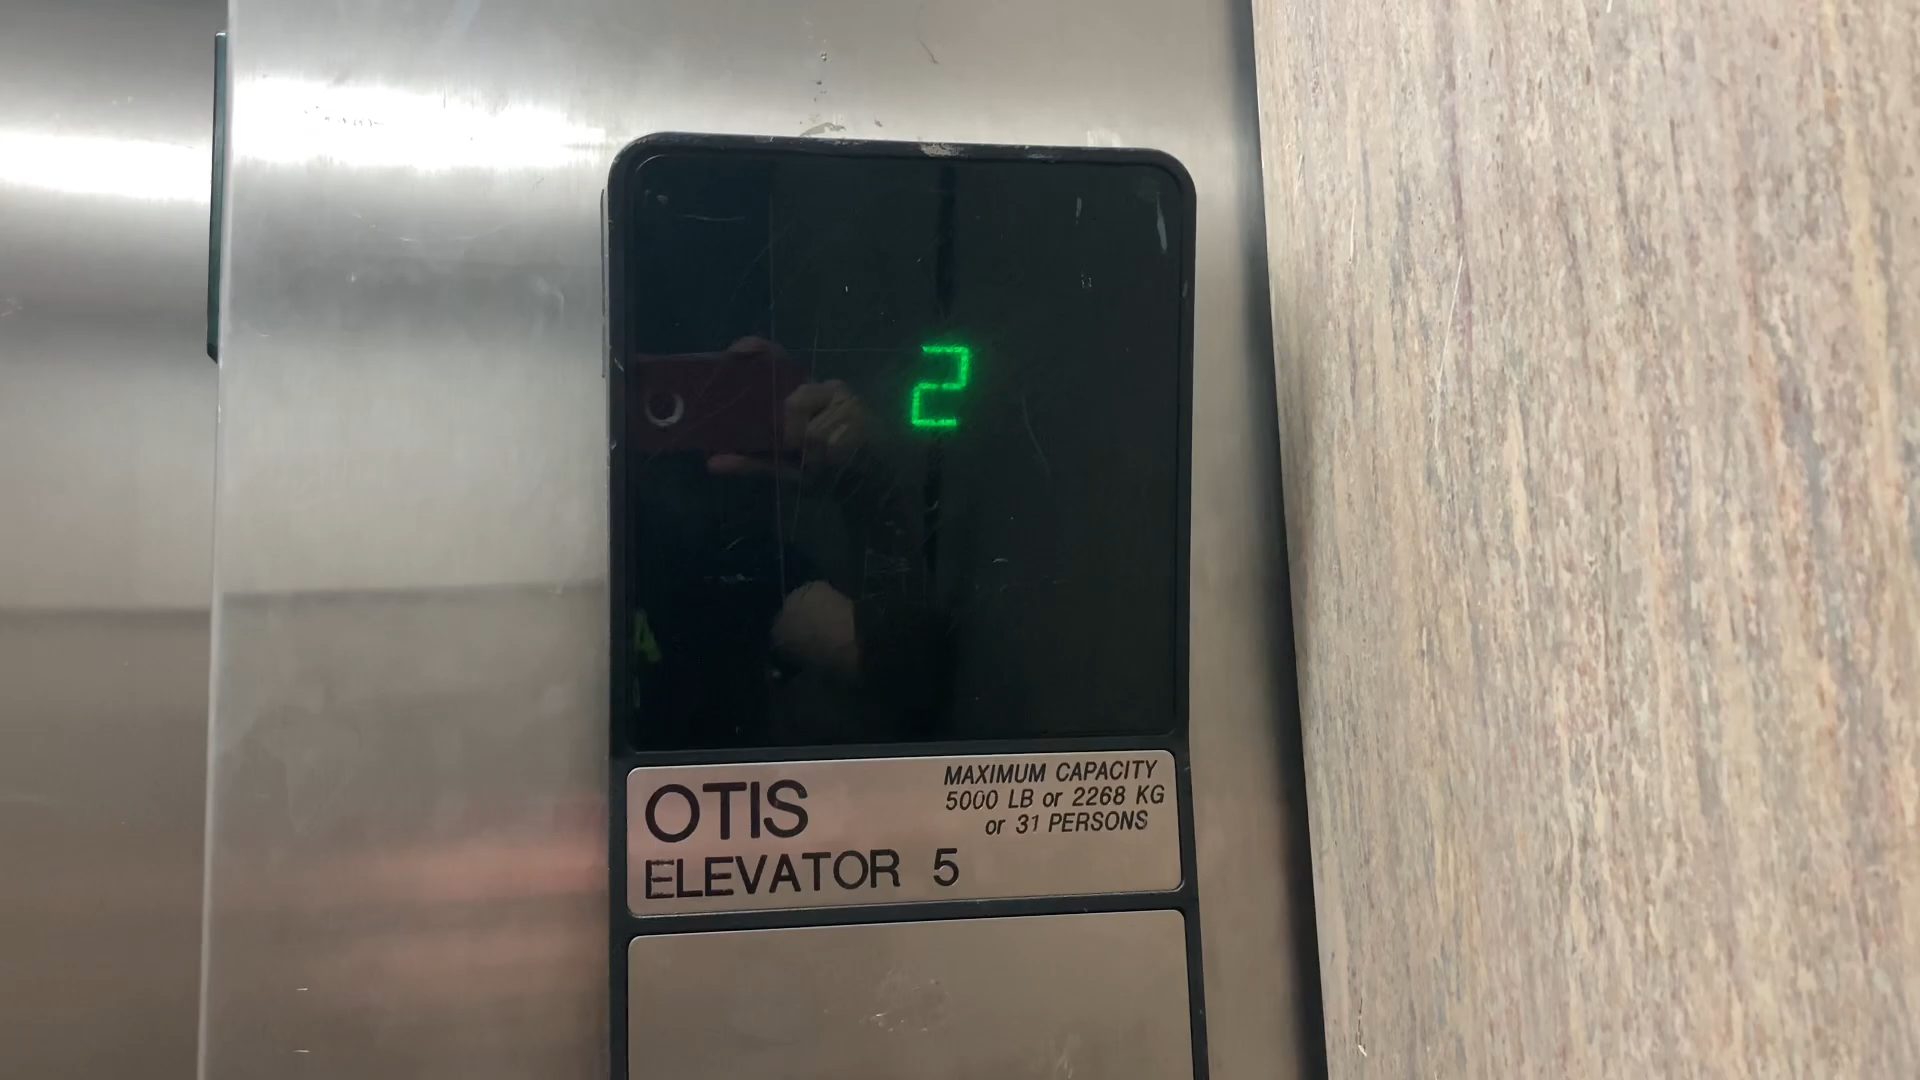 2
OTIS
ELEVATOR 5
MAXIMUM CAPACITY
5000 LB or 2268 KG
or 31 PERSONS